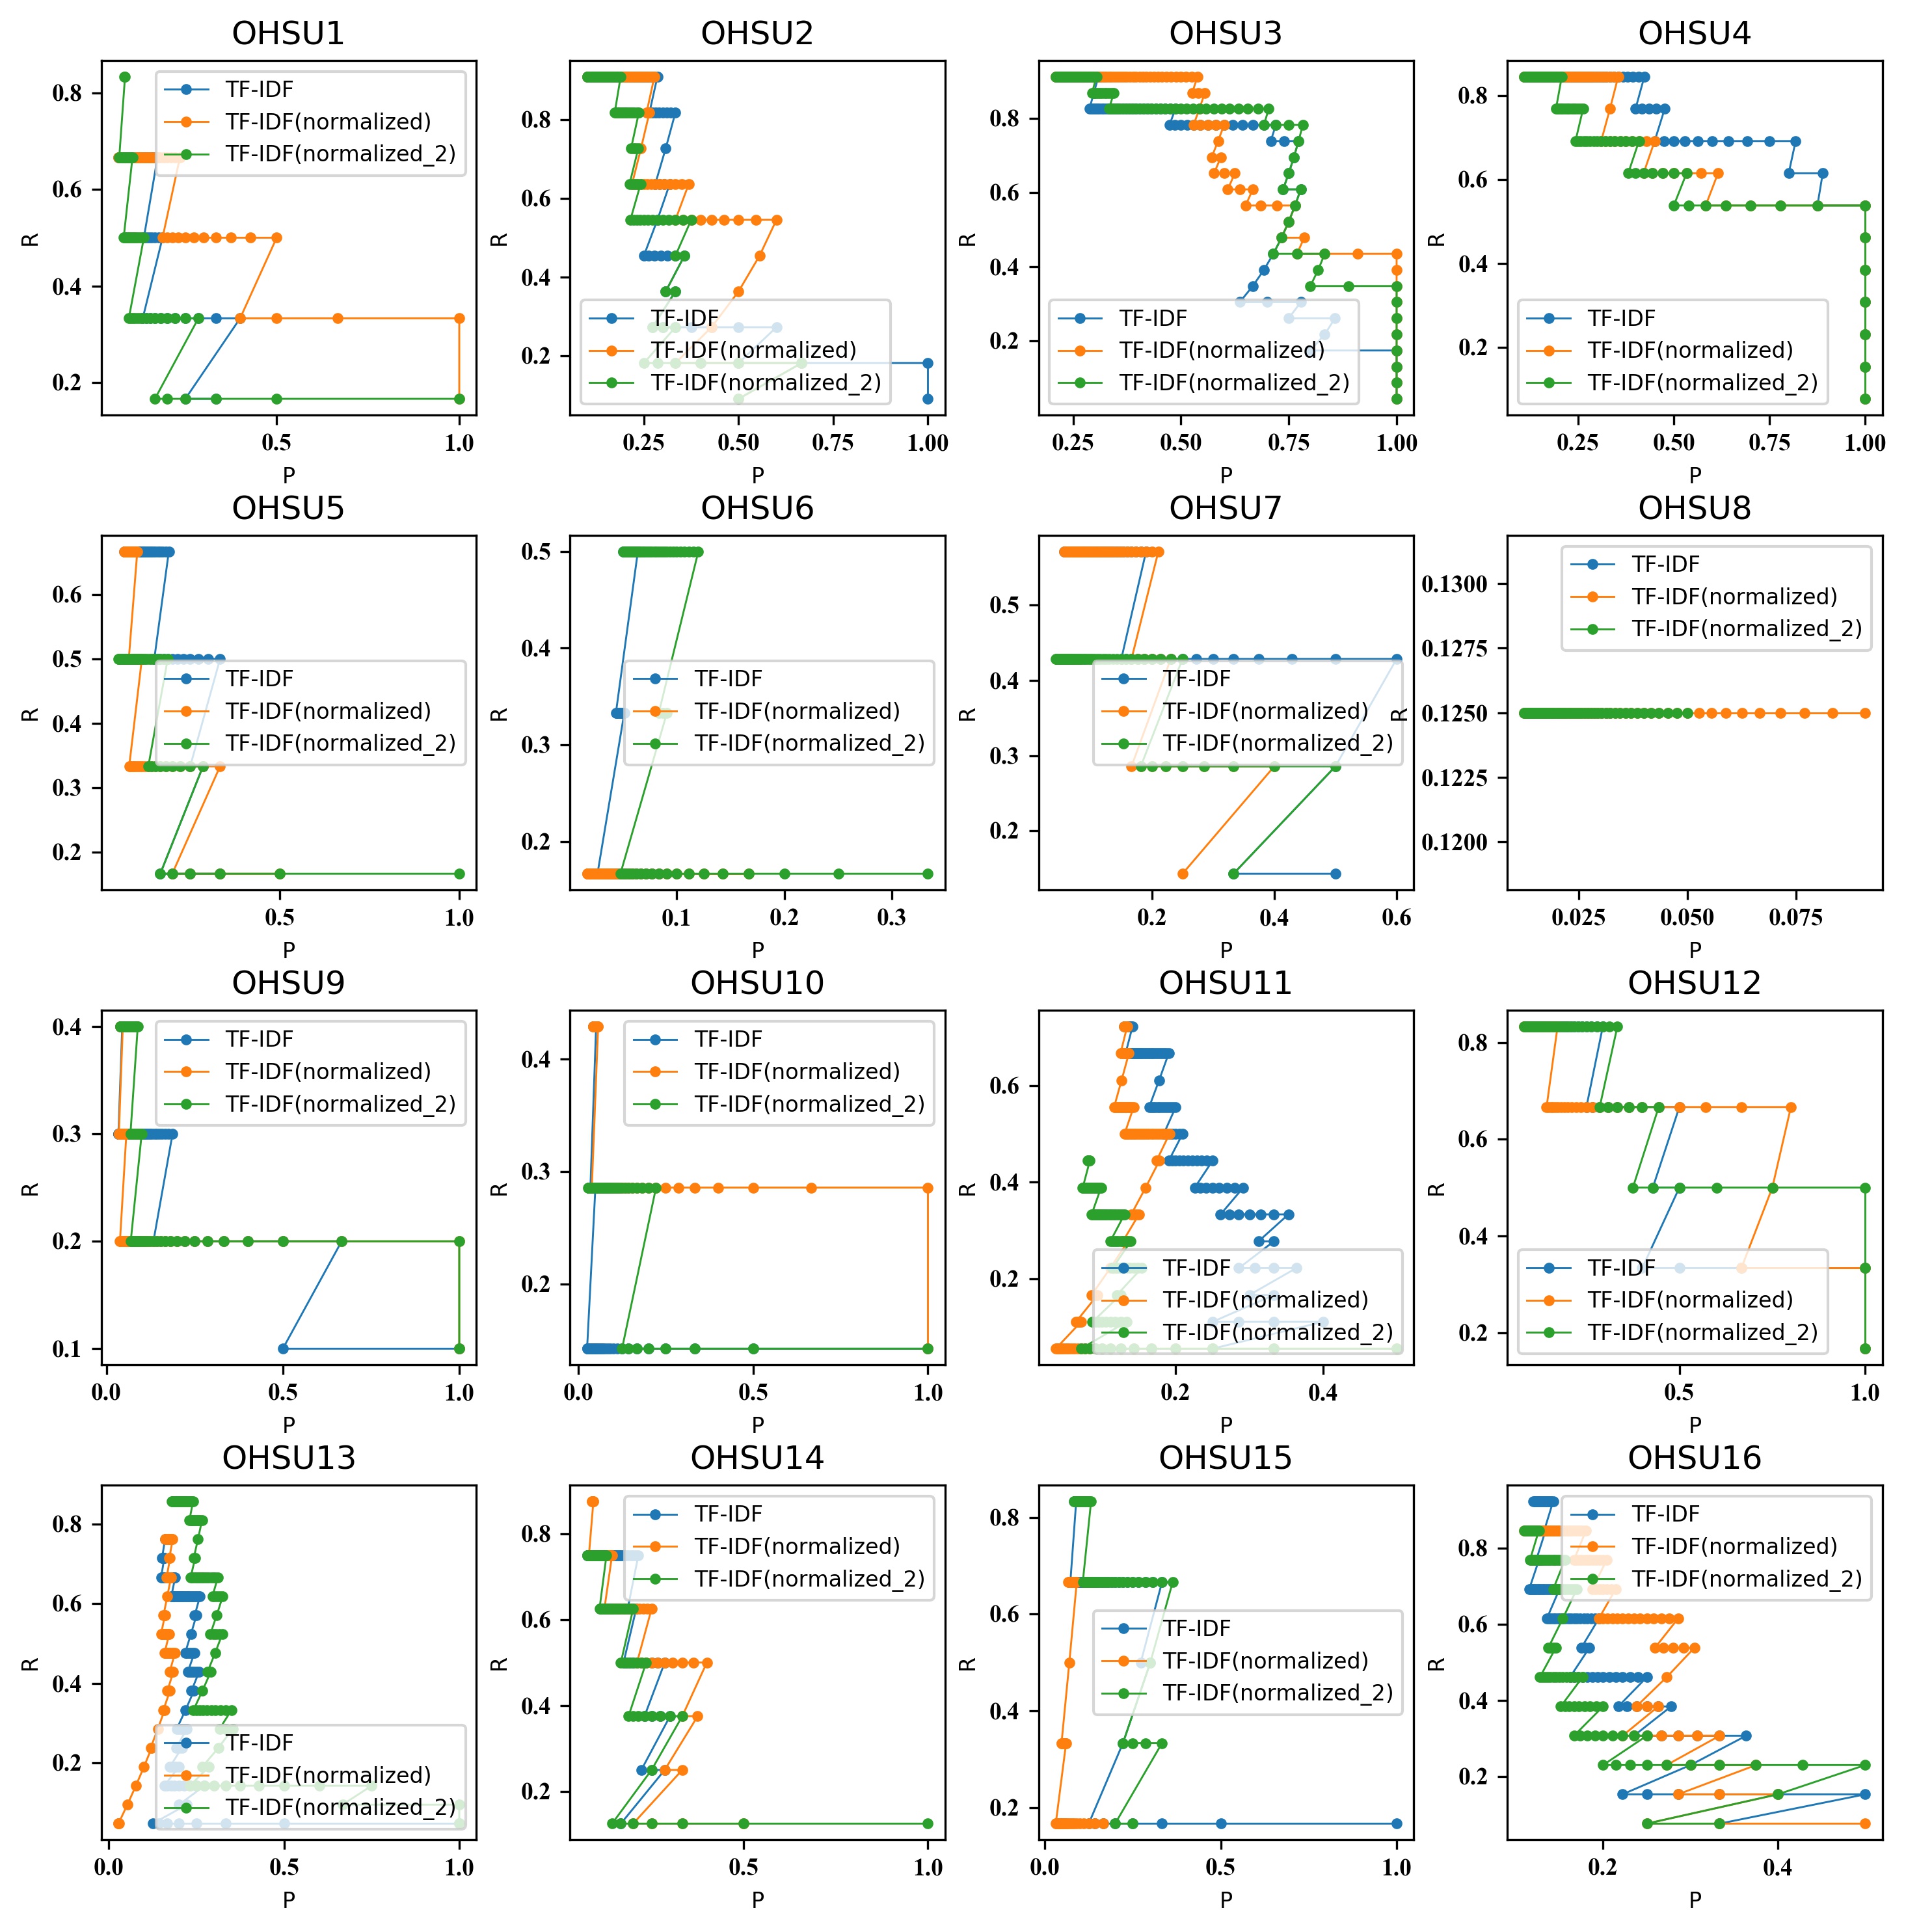 OHSU1 OHSU2 OHSU3 OHSU4
R 0.8 0.6 0.4 0.2
TF-IDF
TF-IDF(normalized)
TF-IDF(normalized_2)
0.5 1.0
P
R 0.8 0.6 0.4 0.2
TF-IDF
TF-IDF(normalized)
TF-IDF(normalized_2)
0.25 0.50 0.75 1.00
P
R 0.8 0.6 0.4 0.2
TF-IDF
TF-IDF(normalized)
TF-IDF(normalized_2)
0.25 0.50 0.75 1.00
P
R 0.8 0.6 0.4 0.2
TF-IDF
TF-IDF(normalized)
TF-IDF(normalized_2)
0.25 0.50 0.75 1.00
P
OHSU5 OHSU6 OHSU7 OHSU8
R 0.6 0.5 0.4 0.3 0.2
TF-IDF
TF-IDF(normalized)
TF-IDF(normalized_2)
0.5 1.0
P
R 0.5 0.4 0.3 0.2
TF-IDF
TF-IDF(normalized)
TF-IDF(normalized_2)
0.1 0.2 0.3
P
R 0.5 0.4 0.3 0.2
TF-IDF
TF-IDF(normalized)
TF-IDF(normalized_2)
0.2 0.4 0.6
P
R 0.1300 0.1275 0.1250 0.1225 0.1200
TF-IDF
TF-IDF(normalized)
TF-IDF(normalized_2)
0.025 0.050 0.075
P
OHSU9 OHSU10 OHSU11 OHSU12
R 0.4 0.3 0.2 0.1
TF-IDF
TF-IDF(normalized)
TF-IDF(normalized_2)
0.0 0.5 1.0
P
R 0.4 0.3 0.2
TF-IDF
TF-IDF(normalized)
TF-IDF(normalized_2)
0.0 0.5 1.0
P
R 0.6 0.4 0.2
TF-IDF
TF-IDF(normalized)
TF-IDF(normalized_2)
0.2 0.4
P
R 0.8 0.6 0.4 0.2
TF-IDF
TF-IDF(normalized)
TF-IDF(normalized_2)
0.5 1.0
P
OHSU13 OHSU14 OHSU15 OHSU16
R 0.8 0.6 0.4 0.2
TF-IDF
TF-IDF(normalized)
TF-IDF(normalized_2)
0.0 0.5 1.0
P
R 0.8 0.6 0.4 0.2
TF-IDF
TF-IDF(normalized)
TF-IDF(normalized_2)
0.5 1.0
P
R 0.8 0.6 0.4 0.2
TF-IDF
TF-IDF(normalized)
TF-IDF(normalized_2)
0.0 0.5 1.0
P
R 0.8 0.6 0.4 0.2
TF-IDF
TF-IDF(normalized)
TF-IDF(normalized_2)
0.2 0.4
P